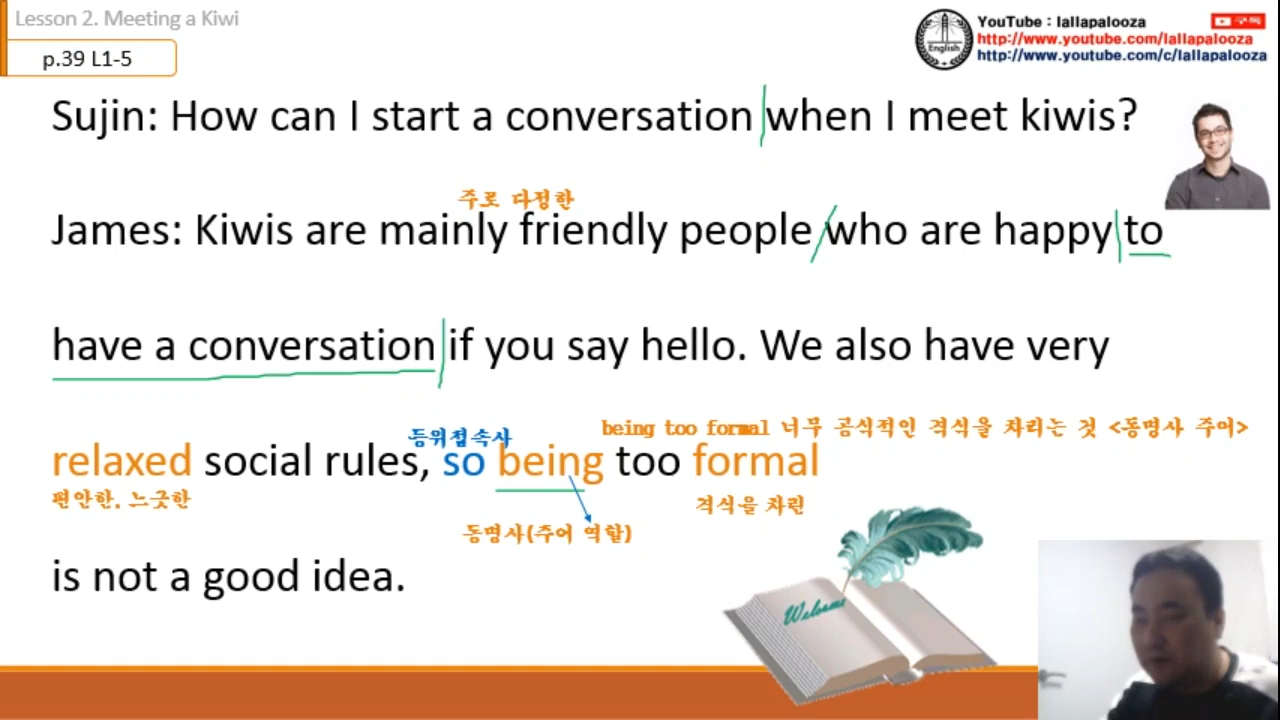 Lesson 2. Meeting a Kiwi
p.39 L1-5
English
YouTube : lallapalooza
구독
http://www.youtube.com/lallapalooza
http://www.youtube.com/c/lallapalooza
Sujin: How can I start a conversation when I meet kiwis?
주로 다정한
James: Kiwis are mainly friendly people who are happy to
have a conversation if you say hello. We also have very
등위접속사
being too formal 너무 공식적인 격식을 차리는 것 <동명사 주어>
relaxed social rules, so being too formal
편안한. 느긋한
격식을 차린
동명사(주어 역할)
is not a good idea.
Welcome